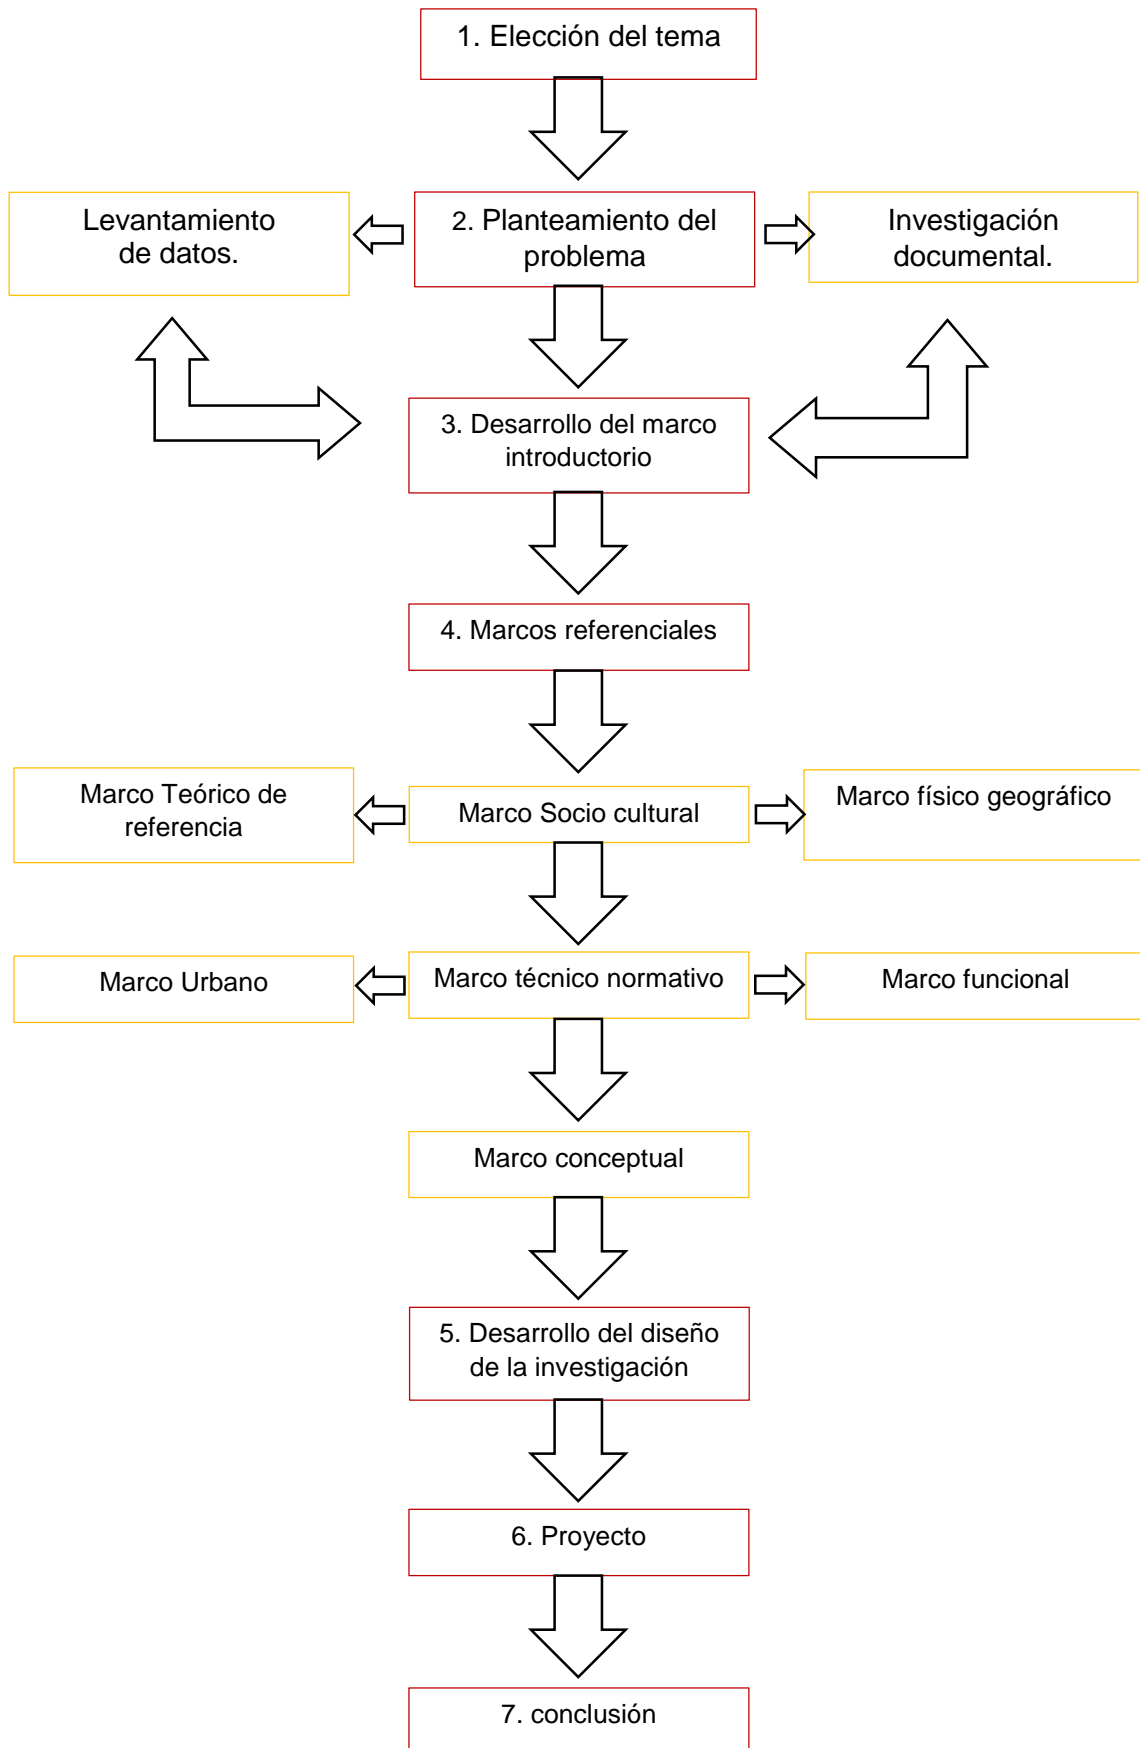 1. Elección del tema
Levantamiento
de datos.
2. Planteamiento del
problema
Investigación
documental.
3. Desarrollo del marco
introductorio
4. Marcos referenciales
Marco Teórico de
referencia
Marco Socio cultural
Marco físico geográfico
Marco Urbano
Marco técnico normativo
Marco funcional
Marco conceptual
5. Desarrollo del diseño
de la investigación
6. Proyecto
7. conclusión